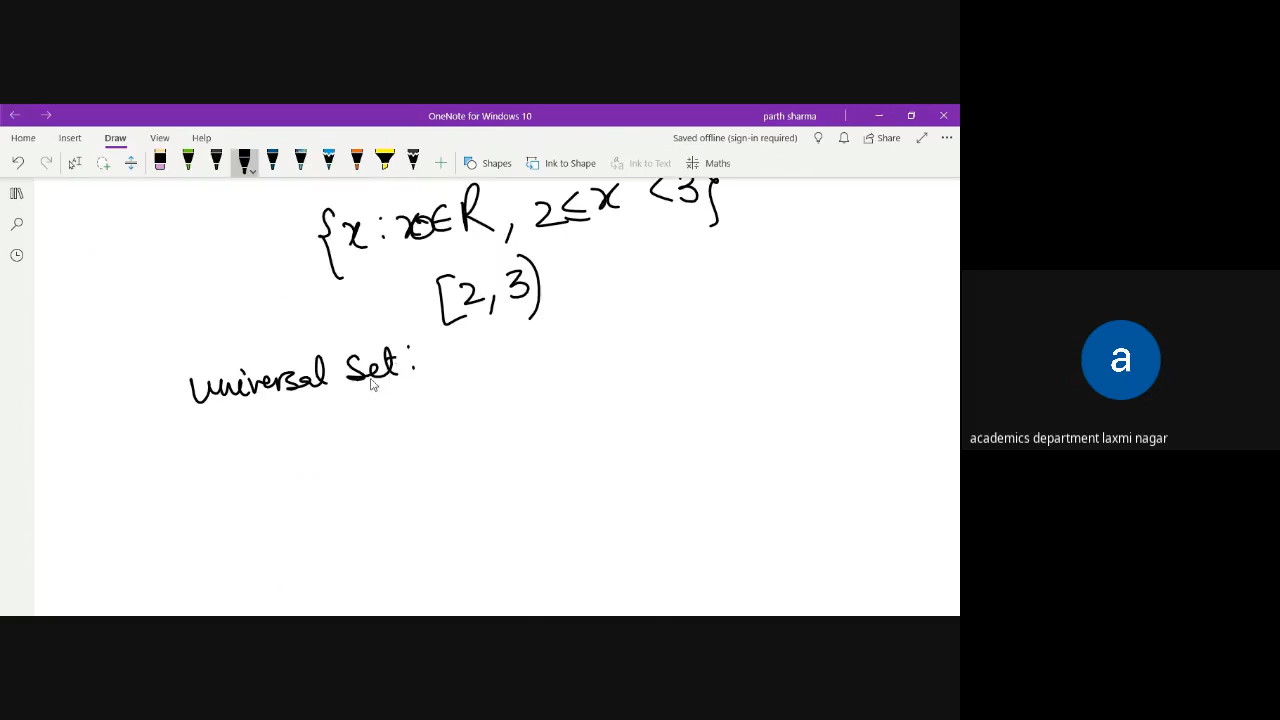 OneNote for Windows 10
parth sharma
Home Insert Draw View Help
Saved offline (sign-in required)
Share
Shapes
Ink to Shape
Ink to Text
Maths
{x : x ∈ R, 2 ≤ x < 3}
[2, 3)
Universal Set :
a
academics department laxmi nagar